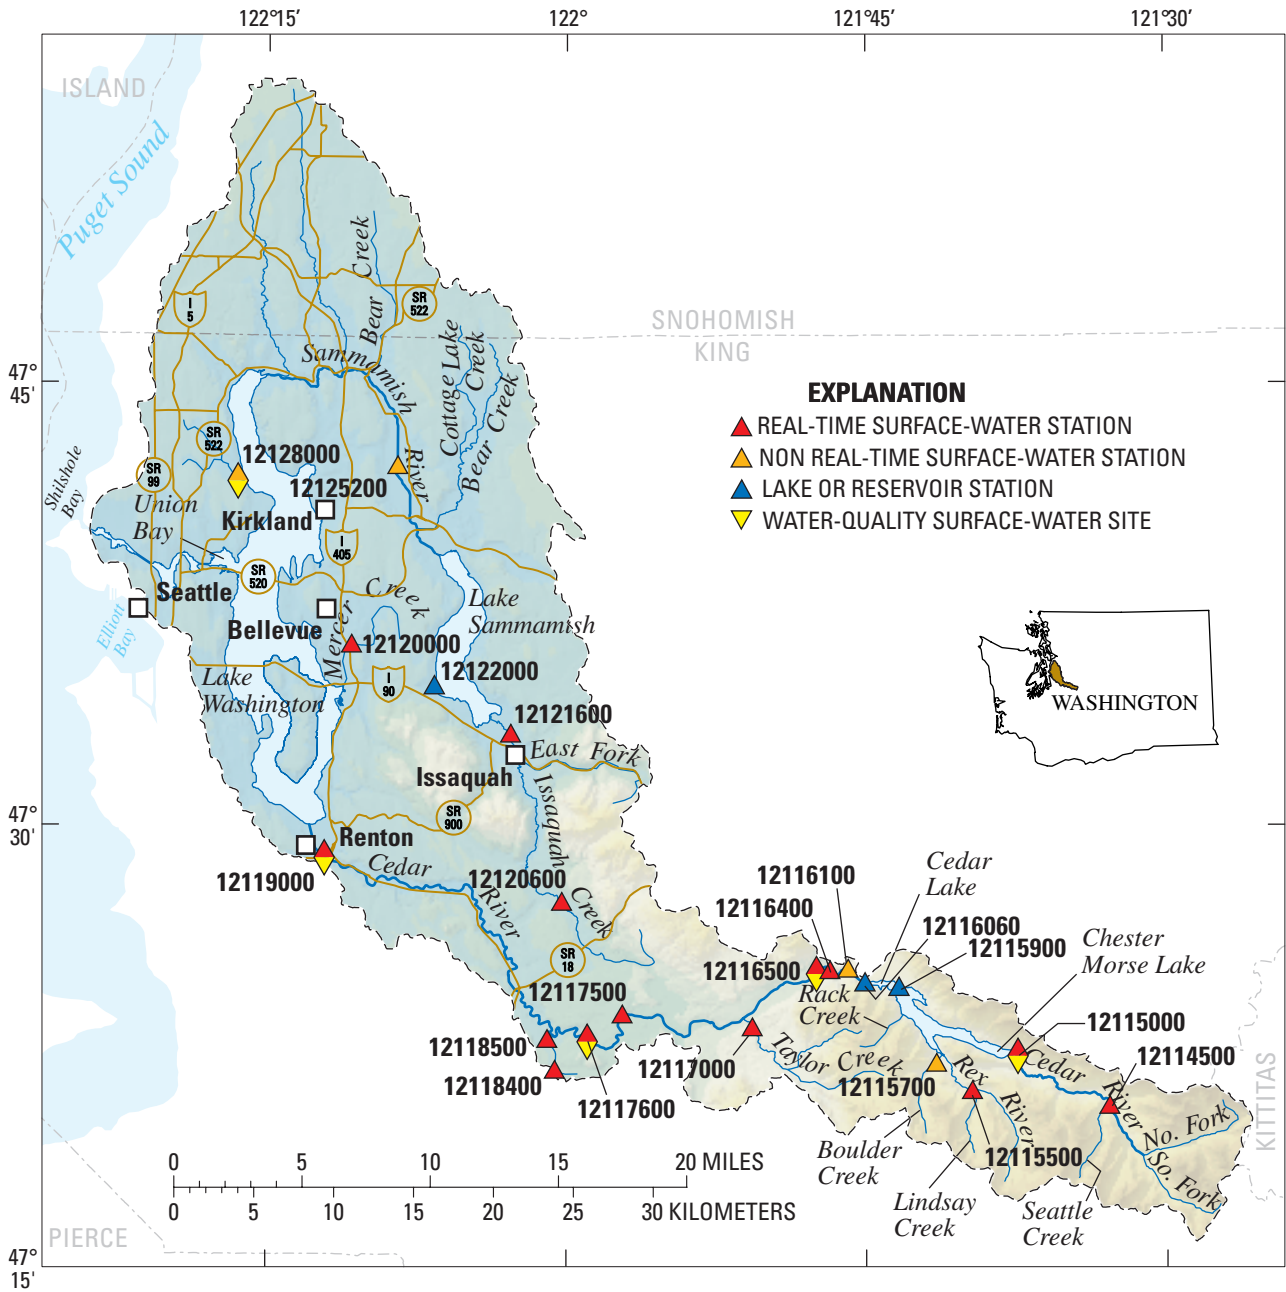 122°15'
122°
121°45'
121°30'
ISLAND
Puget Sound
Bear Creek
I 5
SR 522
SNOHOMISH
KING
Sammamish River
Cottage Lake Creek
Bear Creek
47° 45'
EXPLANATION
REAL-TIME SURFACE-WATER STATION
NON REAL-TIME SURFACE-WATER STATION
LAKE OR RESERVOIR STATION
WATER-QUALITY SURFACE-WATER SITE
SR 522
SR 99
12128000
12125200
Shilshole Bay
Union Bay
Kirkland
I 405
SR 520
Seattle
Elliott Bay
Bellevue
Mercer Creek
Lake Sammamish
12120000
12122000
I 90
Lake Washington
12121600
East Fork
Issaquah
Issaquah Creek
WASHINGTON
47° 30'
SR 900
Renton
Cedar River
12119000
12120600
SR 18
12117500
12118500
12118400
12117600
12117000
12116100
12116400
12116500
Cedar Lake
12116060
12115900
Chester Morse Lake
Rack Creek
Taylor Creek
12115700
12115000
12114500
Cedar River
Rex River
12115500
No. Fork
So. Fork
Boulder Creek
Lindsay Creek
Seattle Creek
KITTITAS
0 5 10 15 20 MILES
0 5 10 15 20 25 30 KILOMETERS
PIERCE
47° 15'